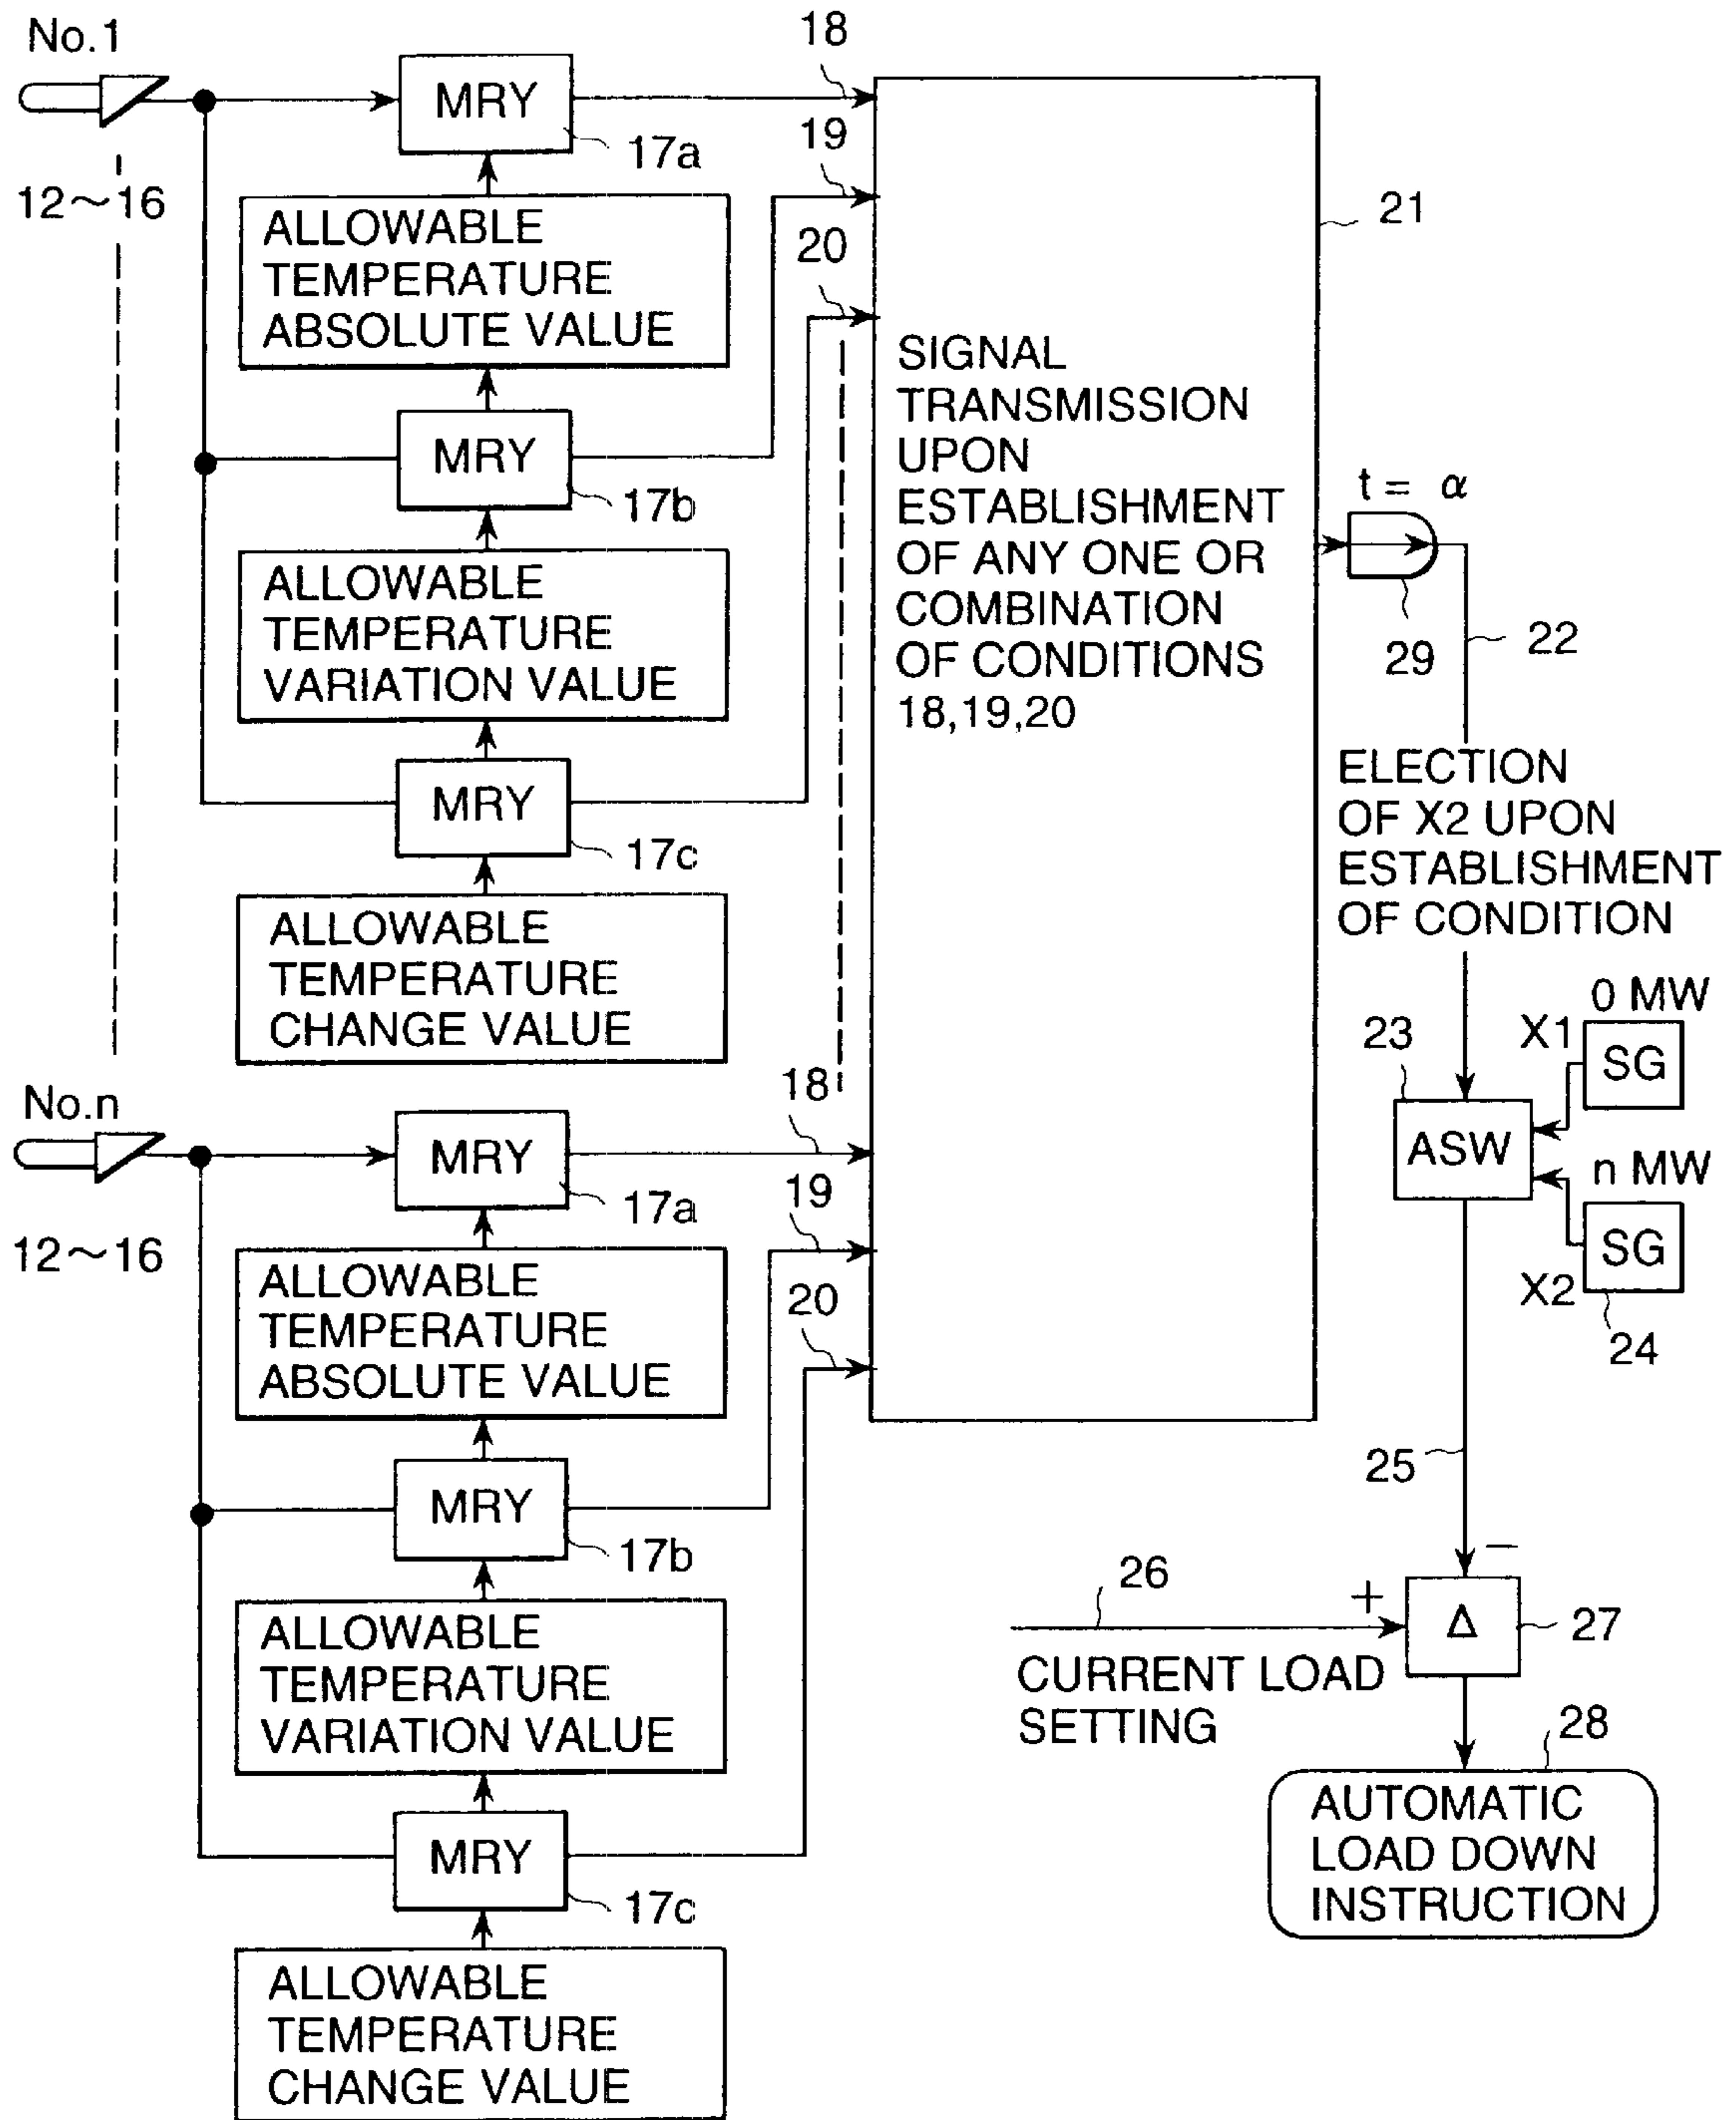 No.1
12～16
MRY
17a
ALLOWABLE
TEMPERATURE
ABSOLUTE VALUE
MRY
17b
ALLOWABLE
TEMPERATURE
VARIATION VALUE
MRY
17c
ALLOWABLE
TEMPERATURE
CHANGE VALUE
18
19
20
No.n
12～16
MRY
17a
ALLOWABLE
TEMPERATURE
ABSOLUTE VALUE
MRY
17b
ALLOWABLE
TEMPERATURE
VARIATION VALUE
MRY
17c
ALLOWABLE
TEMPERATURE
CHANGE VALUE
18
19
20
SIGNAL
TRANSMISSION
UPON
ESTABLISHMENT
OF ANY ONE OR
COMBINATION
OF CONDITIONS
18,19,20
21
t = α
29
22
ELECTION
OF X2 UPON
ESTABLISHMENT
OF CONDITION
23
ASW
0 MW
X1
SG
n MW
X2
SG
24
25
−
26
+
CURRENT LOAD
SETTING
Δ
27
28
AUTOMATIC
LOAD DOWN
INSTRUCTION